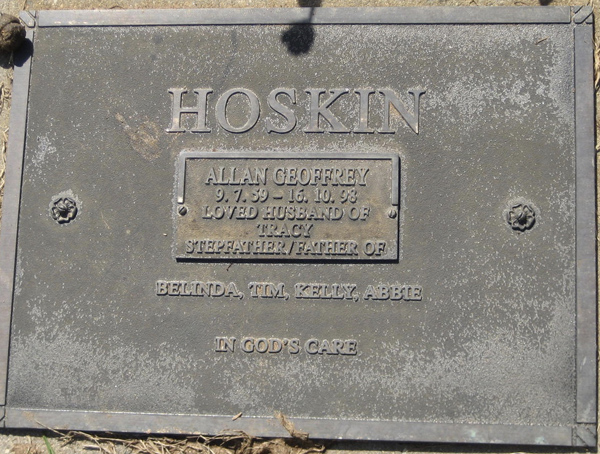 HOSKIN
ALLAN GEOFFREY
9. 7. 59 - 16. 10. 98
LOVED HUSBAND OF
TRACY
STEPFATHER/FATHER OF
BELINDA, TIM, KELLY, ABBIE
IN GOD'S CARE